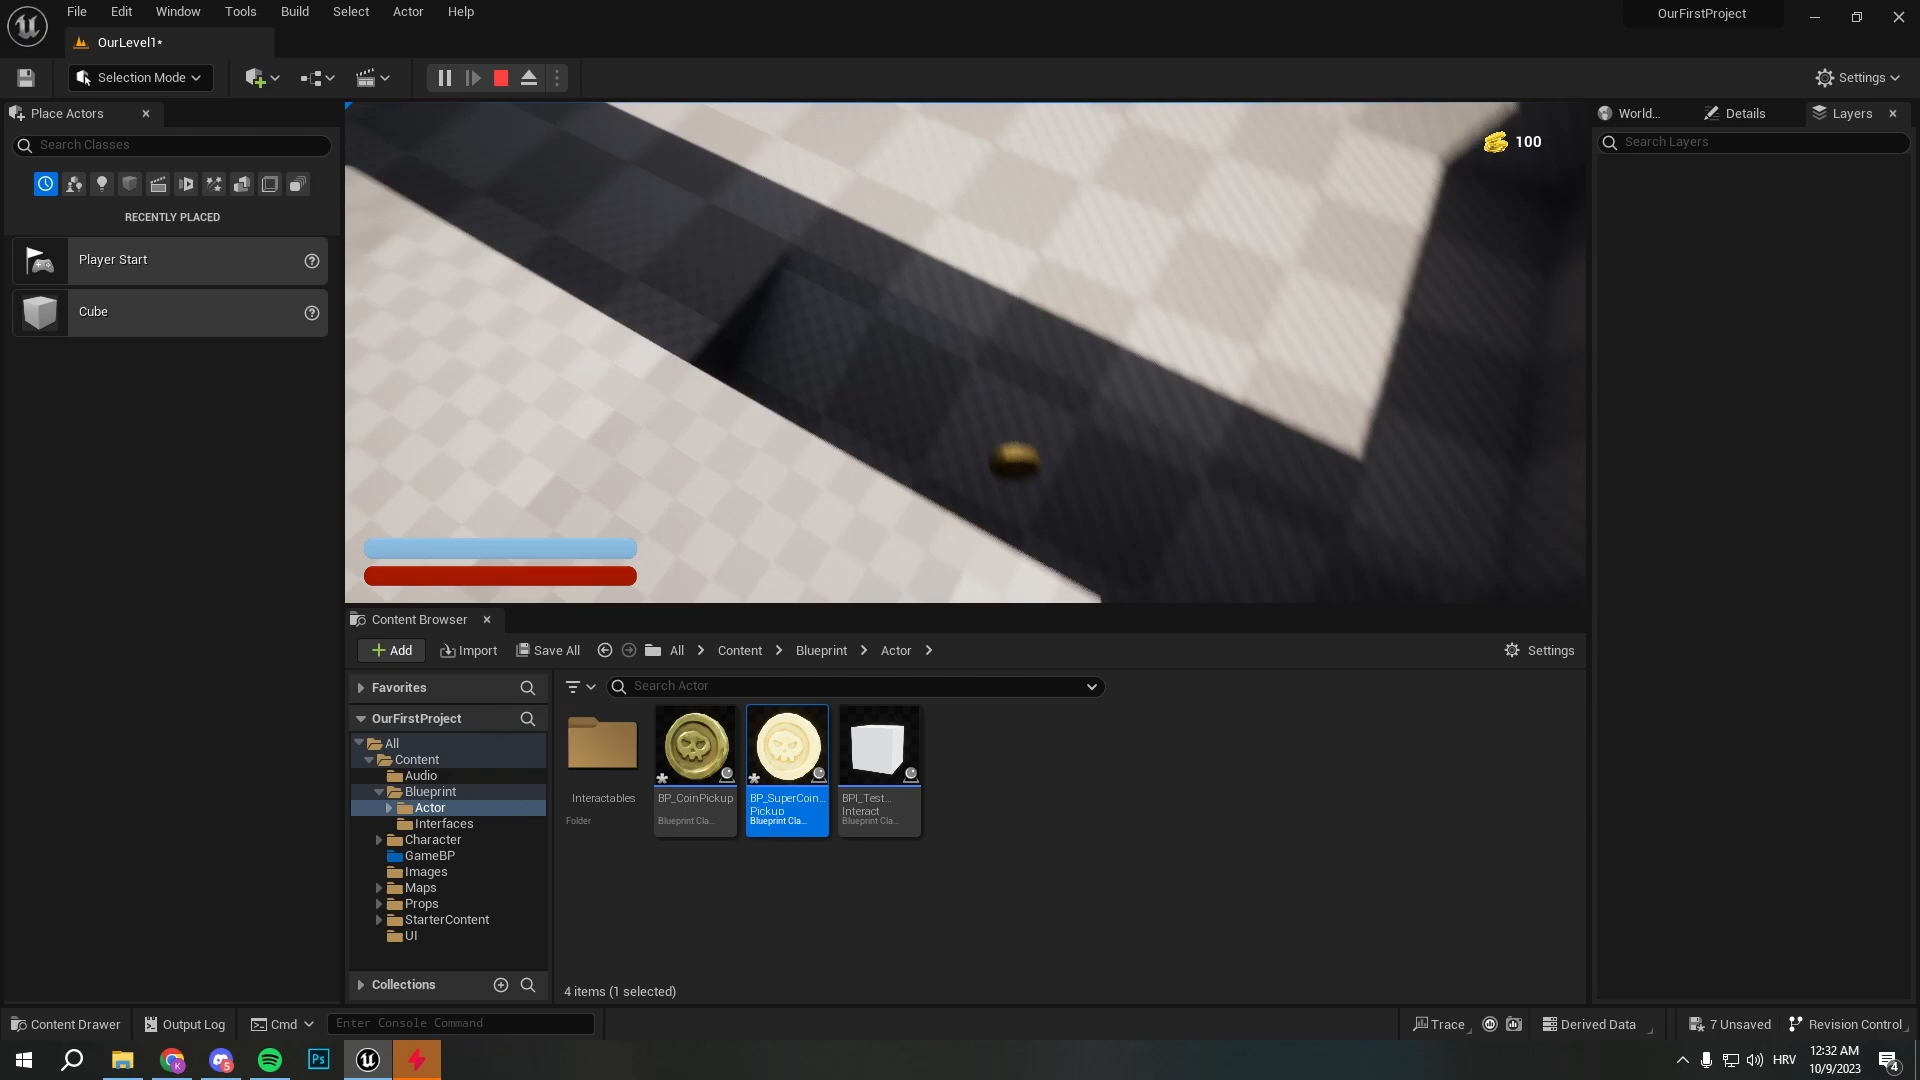 File Edit Window Tools Build Select Actor Help
OurFirstProject
OurLevel1*
Selection Mode
Settings
Place Actors
World...
Details
Layers
Search Classes
Search Layers
100
RECENTLY PLACED
Player Start
Cube
Content Browser
Add
Import
Save All
All
Content
Blueprint
Actor
Settings
Favorites
Search Actor
OurFirstProject
All
Content
Audio
Blueprint
Actor
Interfaces
Character
GameBP
Images
Maps
Props
StarterContent
UI
Interactables
Folder
BP_CoinPickup
Blueprint Cla...
BP_SuperCoin...
Pickup
Blueprint Cla...
BPI_Test...
Interact
Blueprint Cla...
Collections
4 items (1 selected)
Content Drawer
Output Log
Cmd
Enter Console Command
Trace
Derived Data
7 Unsaved
Revision Control
K
5
Ps
HRV
12:32 AM
10/9/2023
4